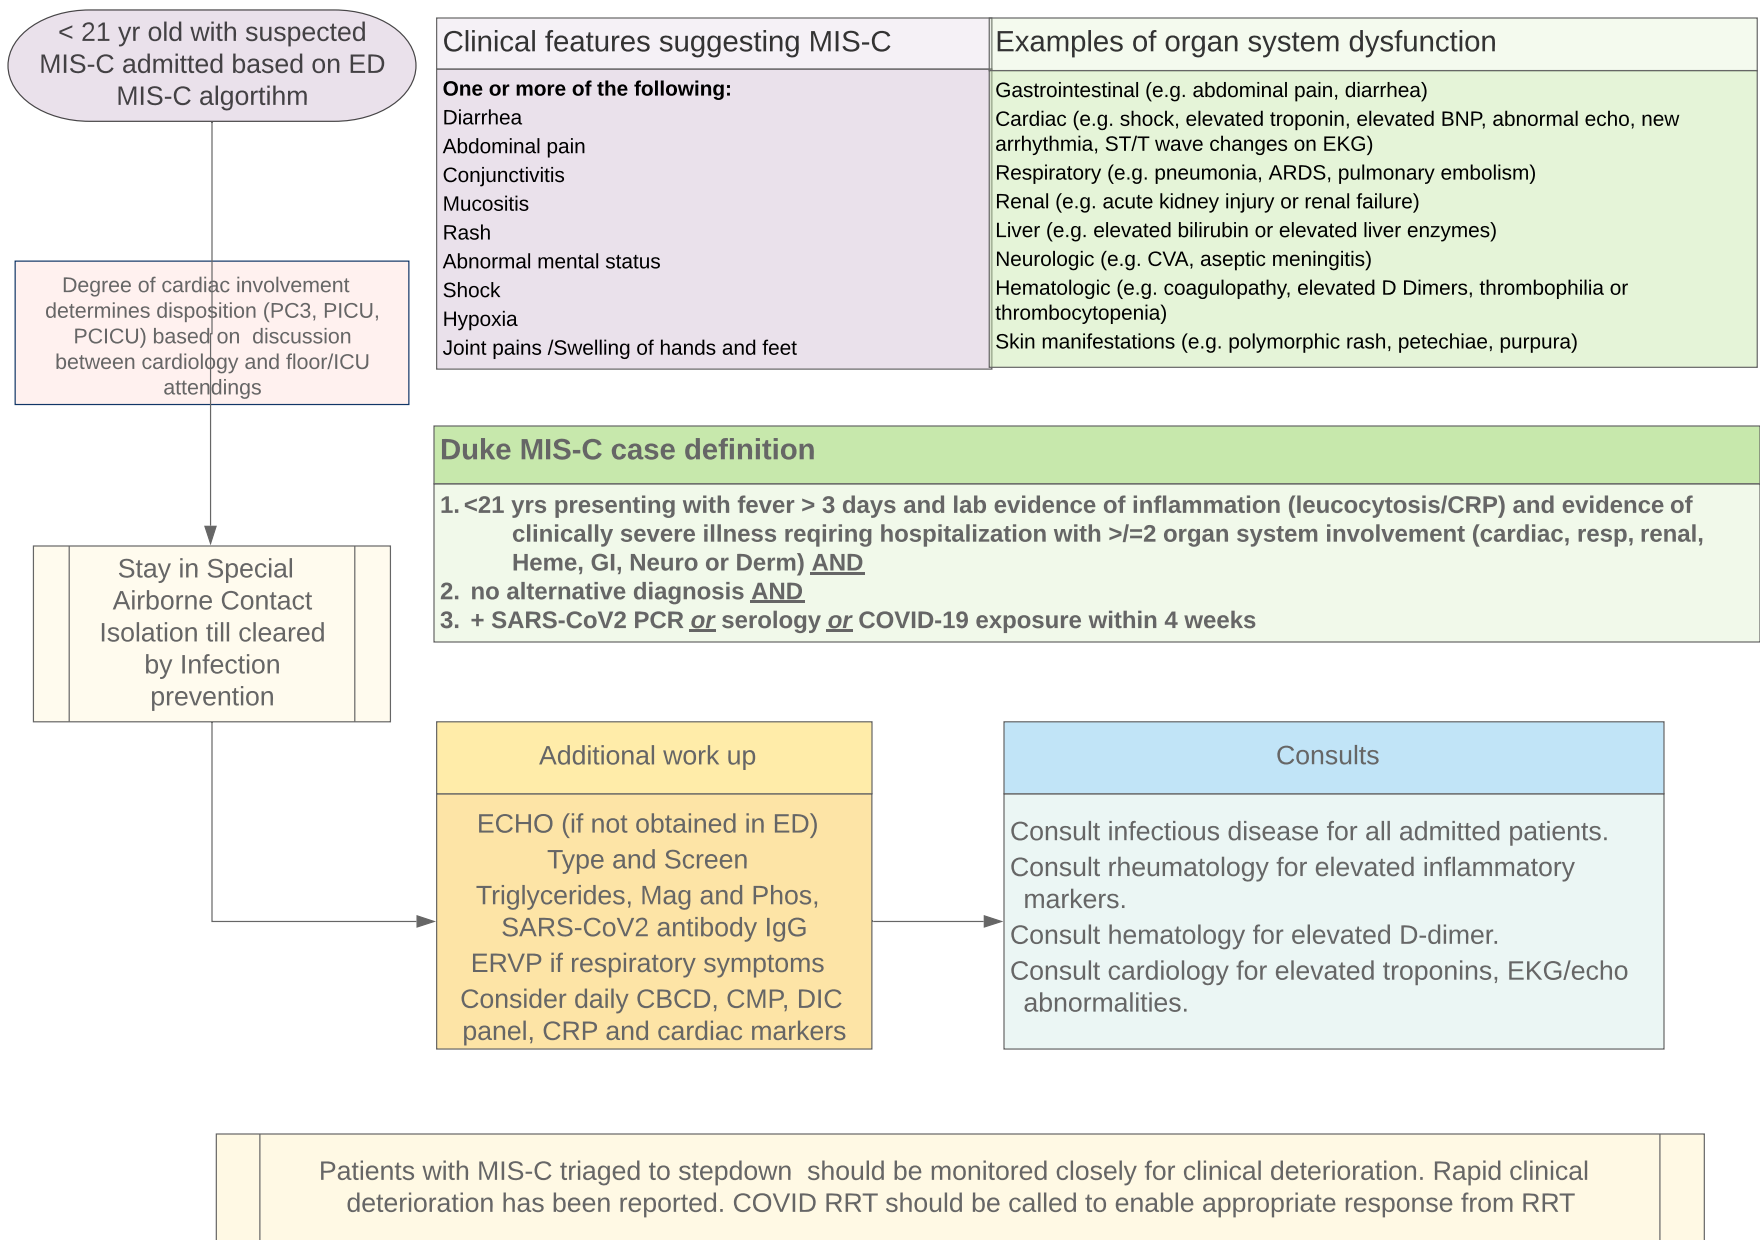 < 21 yr old with suspected
MIS-C admitted based on ED
MIS-C algortihm
Degree of cardiac involvement
determines disposition (PC3, PICU,
PCICU) based on  discussion
between cardiology and floor/ICU
attendings
Stay in Special
Airborne Contact
Isolation till cleared
by Infection
prevention
Clinical features suggesting MIS-C
One or more of the following:
Diarrhea
Abdominal pain
Conjunctivitis
Mucositis
Rash
Abnormal mental status
Shock
Hypoxia
Joint pains /Swelling of hands and feet
Examples of organ system dysfunction
Gastrointestinal (e.g. abdominal pain, diarrhea)
Cardiac (e.g. shock, elevated troponin, elevated BNP, abnormal echo, new
arrhythmia, ST/T wave changes on EKG)
Respiratory (e.g. pneumonia, ARDS, pulmonary embolism)
Renal (e.g. acute kidney injury or renal failure)
Liver (e.g. elevated bilirubin or elevated liver enzymes)
Neurologic (e.g. CVA, aseptic meningitis)
Hematologic (e.g. coagulopathy, elevated D Dimers, thrombophilia or
thrombocytopenia)
Skin manifestations (e.g. polymorphic rash, petechiae, purpura)
Duke MIS-C case definition
1. <21 yrs presenting with fever > 3 days and lab evidence of inflammation (leucocytosis/CRP) and evidence of
clinically severe illness reqiring hospitalization with >/=2 organ system involvement (cardiac, resp, renal,
Heme, GI, Neuro or Derm) AND
2. no alternative diagnosis AND
3. + SARS-CoV2 PCR or serology or COVID-19 exposure within 4 weeks
Additional work up
ECHO (if not obtained in ED)
Type and Screen
Triglycerides, Mag and Phos,
SARS-CoV2 antibody IgG
ERVP if respiratory symptoms
Consider daily CBCD, CMP, DIC
panel, CRP and cardiac markers
Consults
Consult infectious disease for all admitted patients.
Consult rheumatology for elevated inflammatory
markers.
Consult hematology for elevated D-dimer.
Consult cardiology for elevated troponins, EKG/echo
abnormalities.
Patients with MIS-C triaged to stepdown  should be monitored closely for clinical deterioration. Rapid clinical
deterioration has been reported. COVID RRT should be called to enable appropriate response from RRT